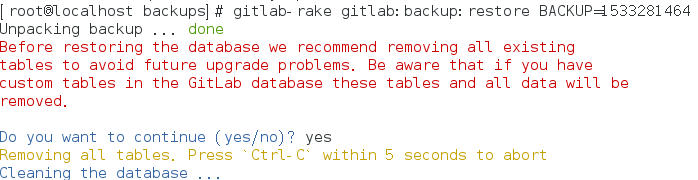 [root@localhost backups]# gitlab-rake gitlab:backup:restore BACKUP=1533281464
Unpacking backup ... done
Before restoring the database we recommend removing all existing
tables to avoid future upgrade problems. Be aware that if you have
custom tables in the GitLab database these tables and all data will be
removed.
Do you want to continue (yes/no)? yes
Removing all tables. Press `Ctrl-C` within 5 seconds to abort
Cleaning the database ...